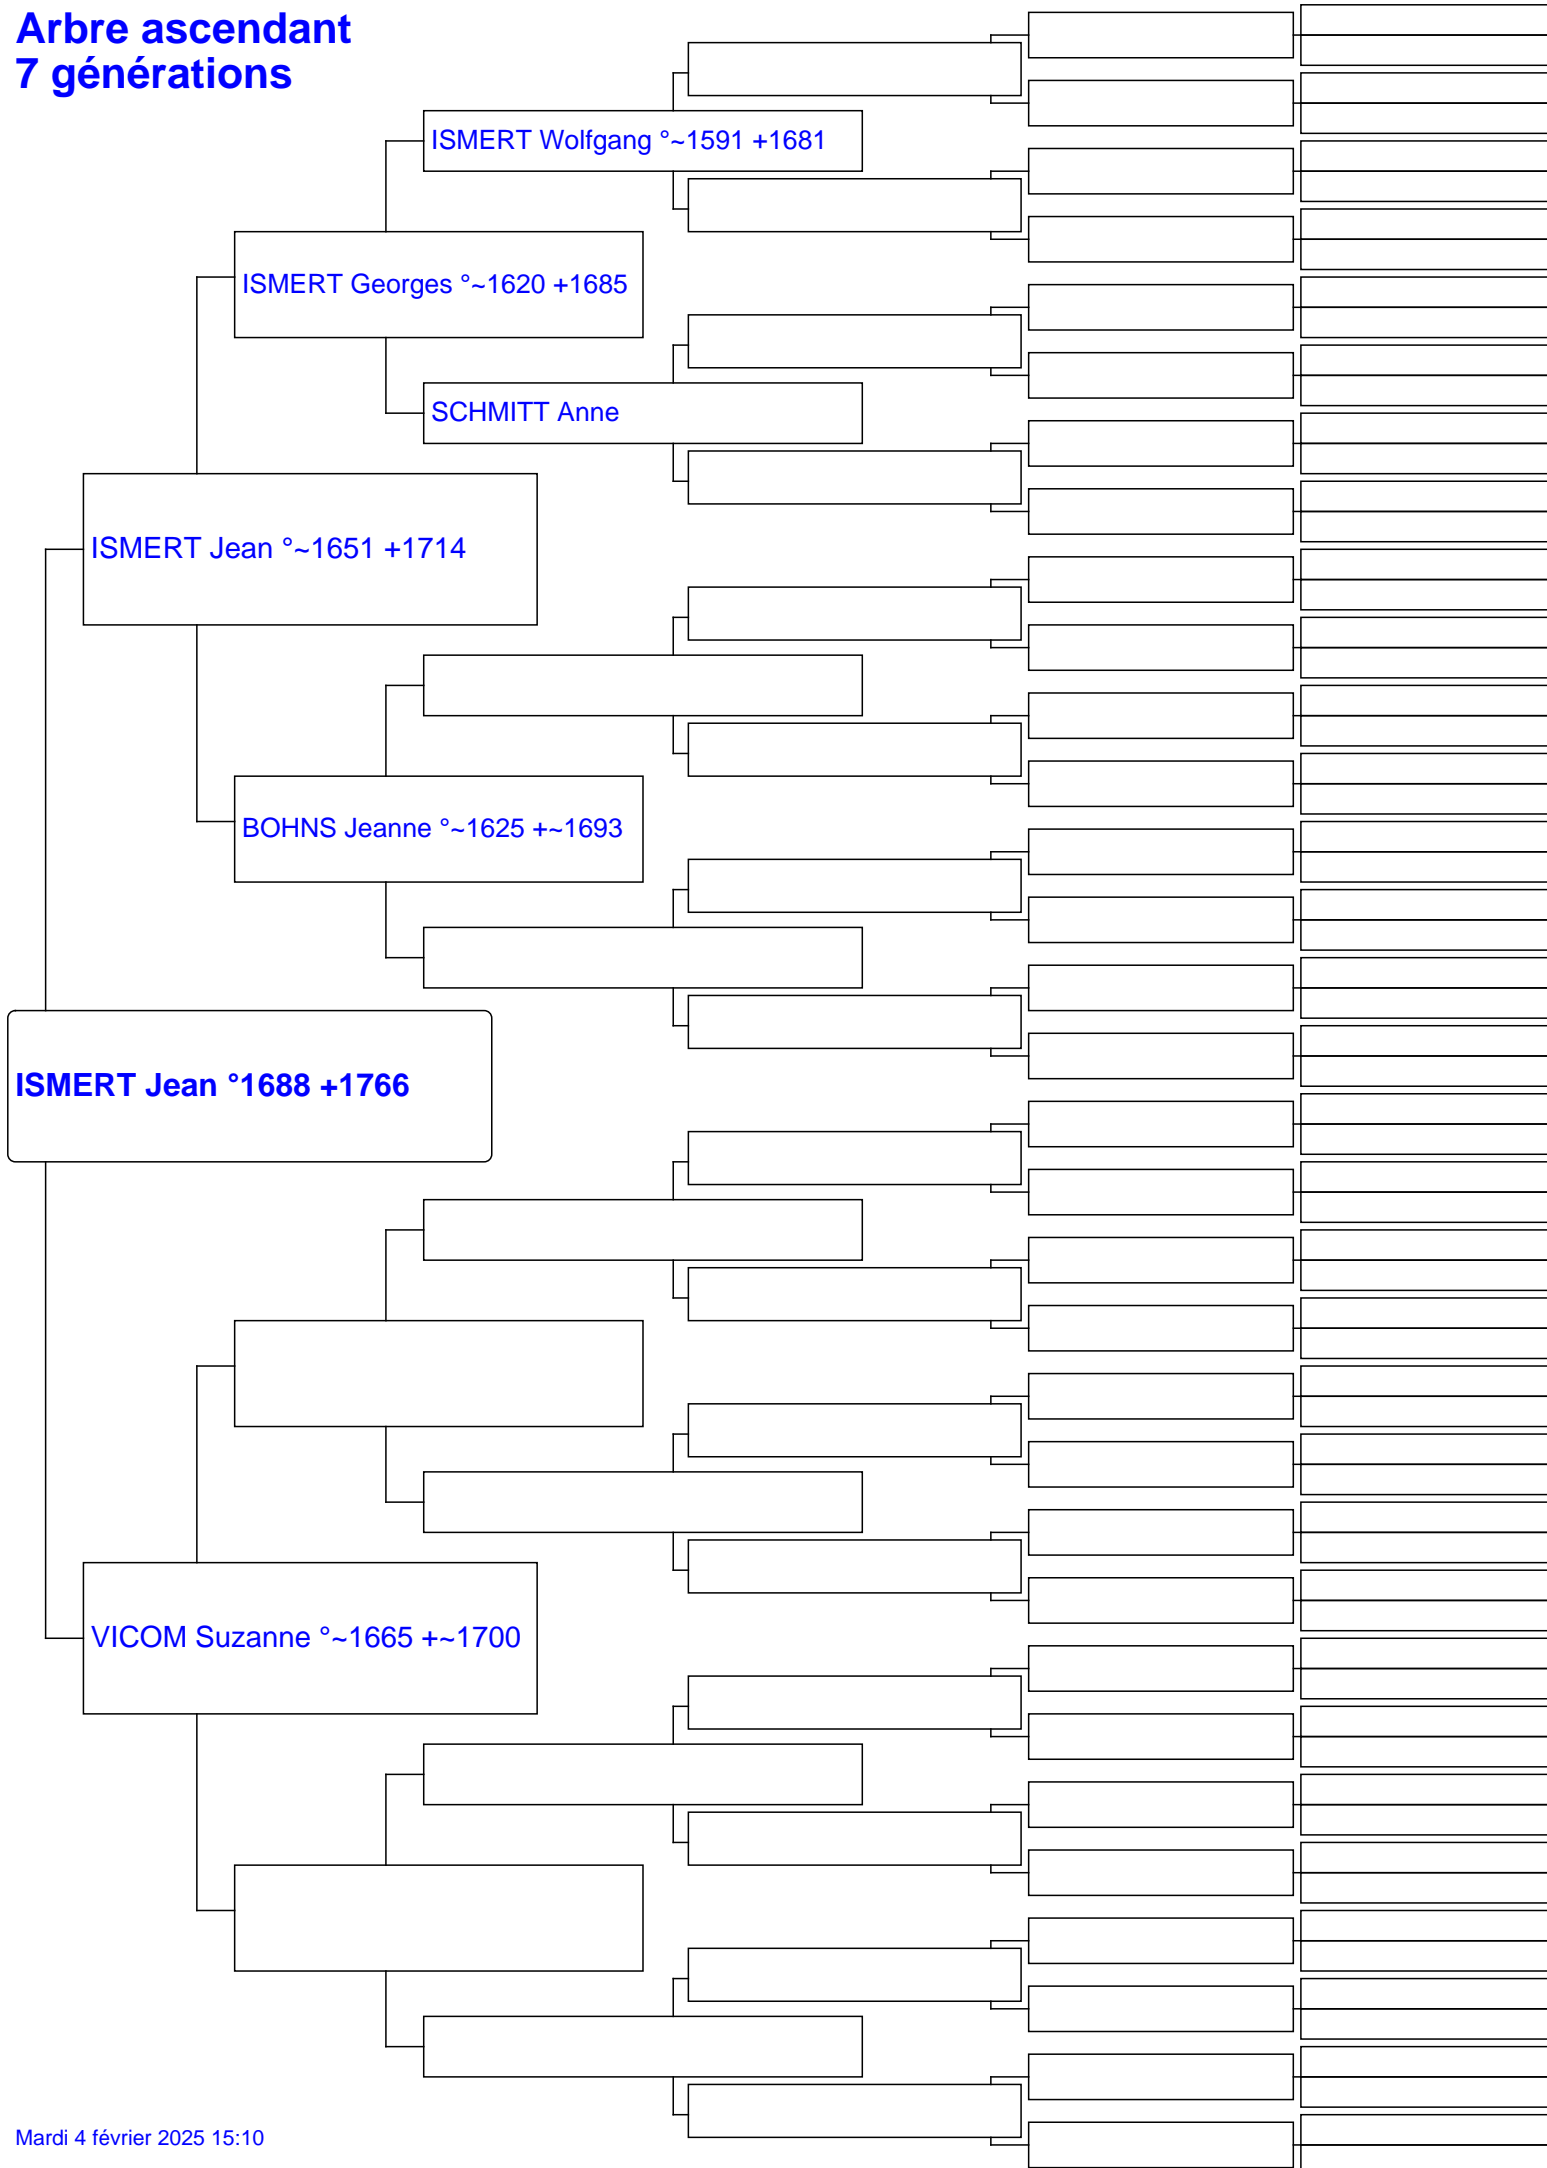 Arbre ascendant
7 générations
ISMERT Wolfgang °~1591 +1681
ISMERT Georges °~1620 +1685
SCHMITT Anne
ISMERT Jean °~1651 +1714
BOHNS Jeanne °~1625 +~1693
ISMERT Jean °1688 +1766
VICOM Suzanne °~1665 +~1700
Mardi 4 février 2025 15:10